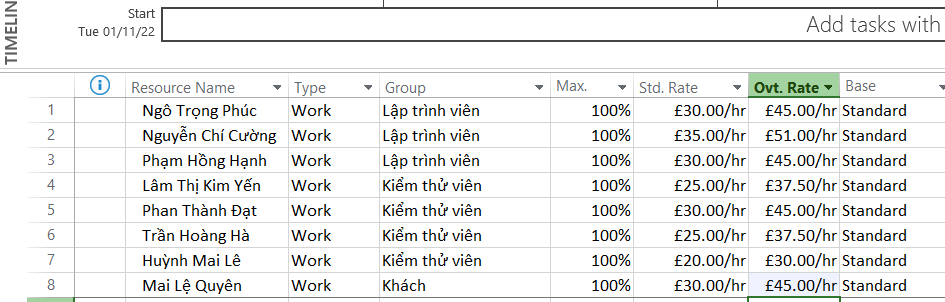 TIMELIN
Start
Tue 01/11/22
Add tasks with
Resource Name Type Group Max. Std. Rate Ovt. Rate Base
1 Ngô Trọng Phúc Work Lập trình viên 100% £30.00/hr £45.00/hr Standard
2 Nguyễn Chí Cường Work Lập trình viên 100% £35.00/hr £51.00/hr Standard
3 Phạm Hồng Hạnh Work Lập trình viên 100% £30.00/hr £45.00/hr Standard
4 Lâm Thị Kim Yến Work Kiểm thử viên 100% £25.00/hr £37.50/hr Standard
5 Phan Thành Đạt Work Kiểm thử viên 100% £30.00/hr £45.00/hr Standard
6 Trần Hoàng Hà Work Kiểm thử viên 100% £25.00/hr £37.50/hr Standard
7 Huỳnh Mai Lê Work Kiểm thử viên 100% £20.00/hr £30.00/hr Standard
8 Mai Lệ Quyên Work Khách 100% £30.00/hr £45.00/hr Standard